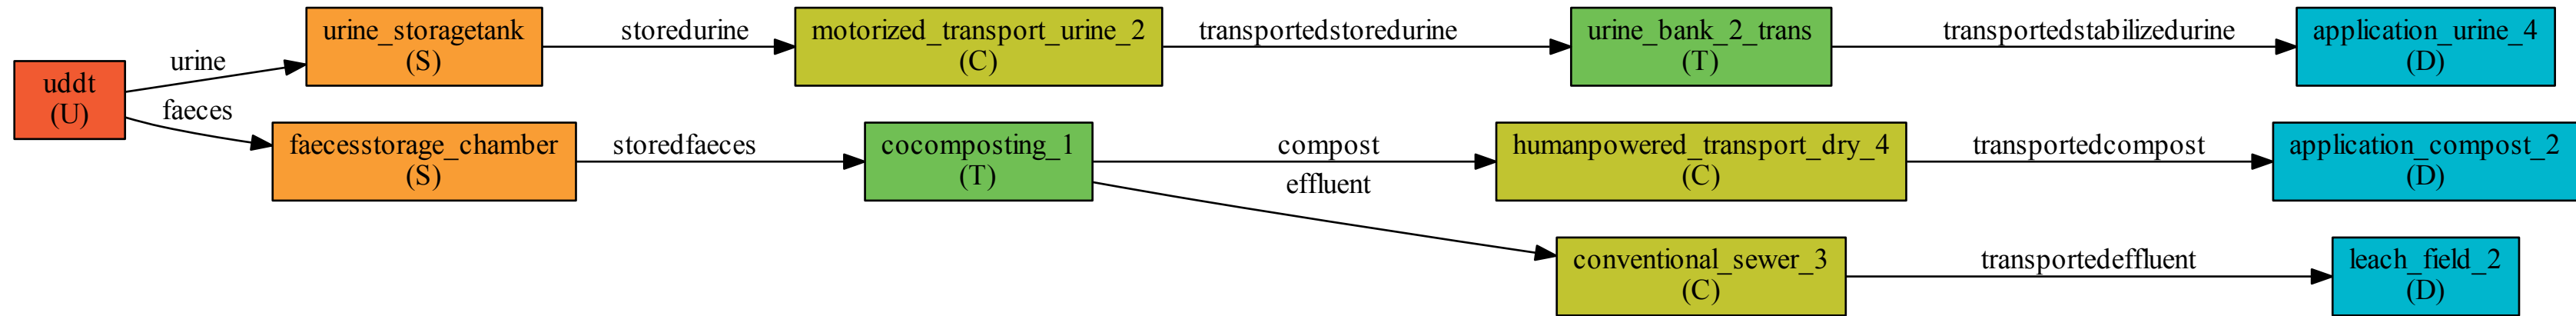 uddt
(U)
urine
faeces
urine_storagetank
(S)
storedurine
motorized_transport_urine_2
(C)
transportedstoredurine
urine_bank_2_trans
(T)
transportedstabilizedurine
application_urine_4
(D)
faecesstorage_chamber
(S)
storedfaeces
cocomposting_1
(T)
compost
effluent
humanpowered_transport_dry_4
(C)
transportedcompost
application_compost_2
(D)
conventional_sewer_3
(C)
transportedeffluent
leach_field_2
(D)